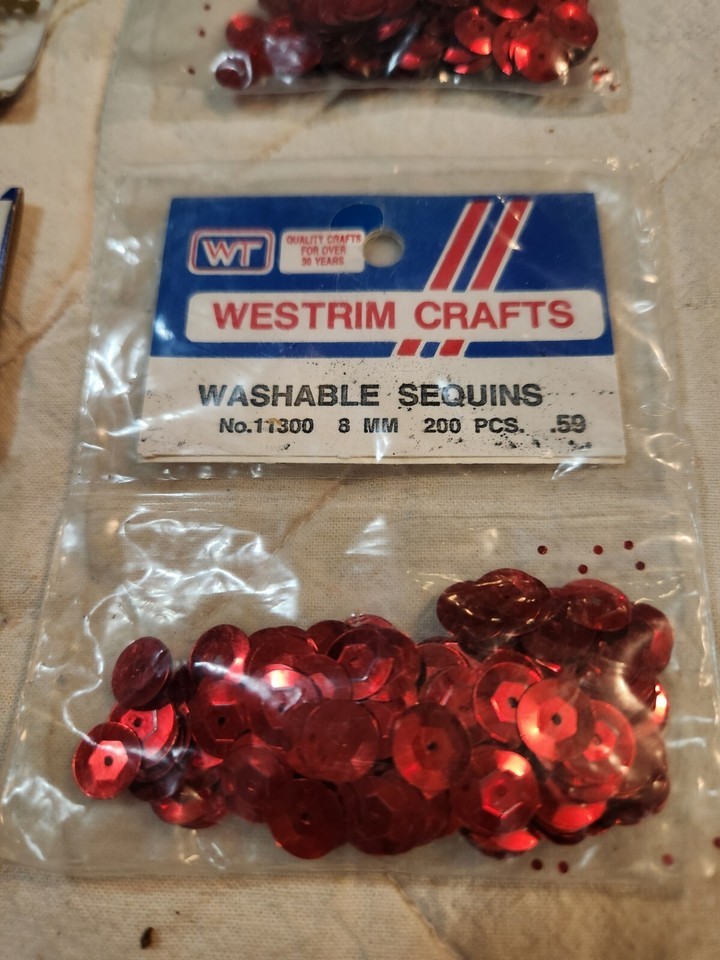 WT
QUALITY CRAFTS
FOR OVER
30 YEARS
WESTRIM CRAFTS
WASHABLE SEQUINS
No.11300 8 MM 200 PCS. .59